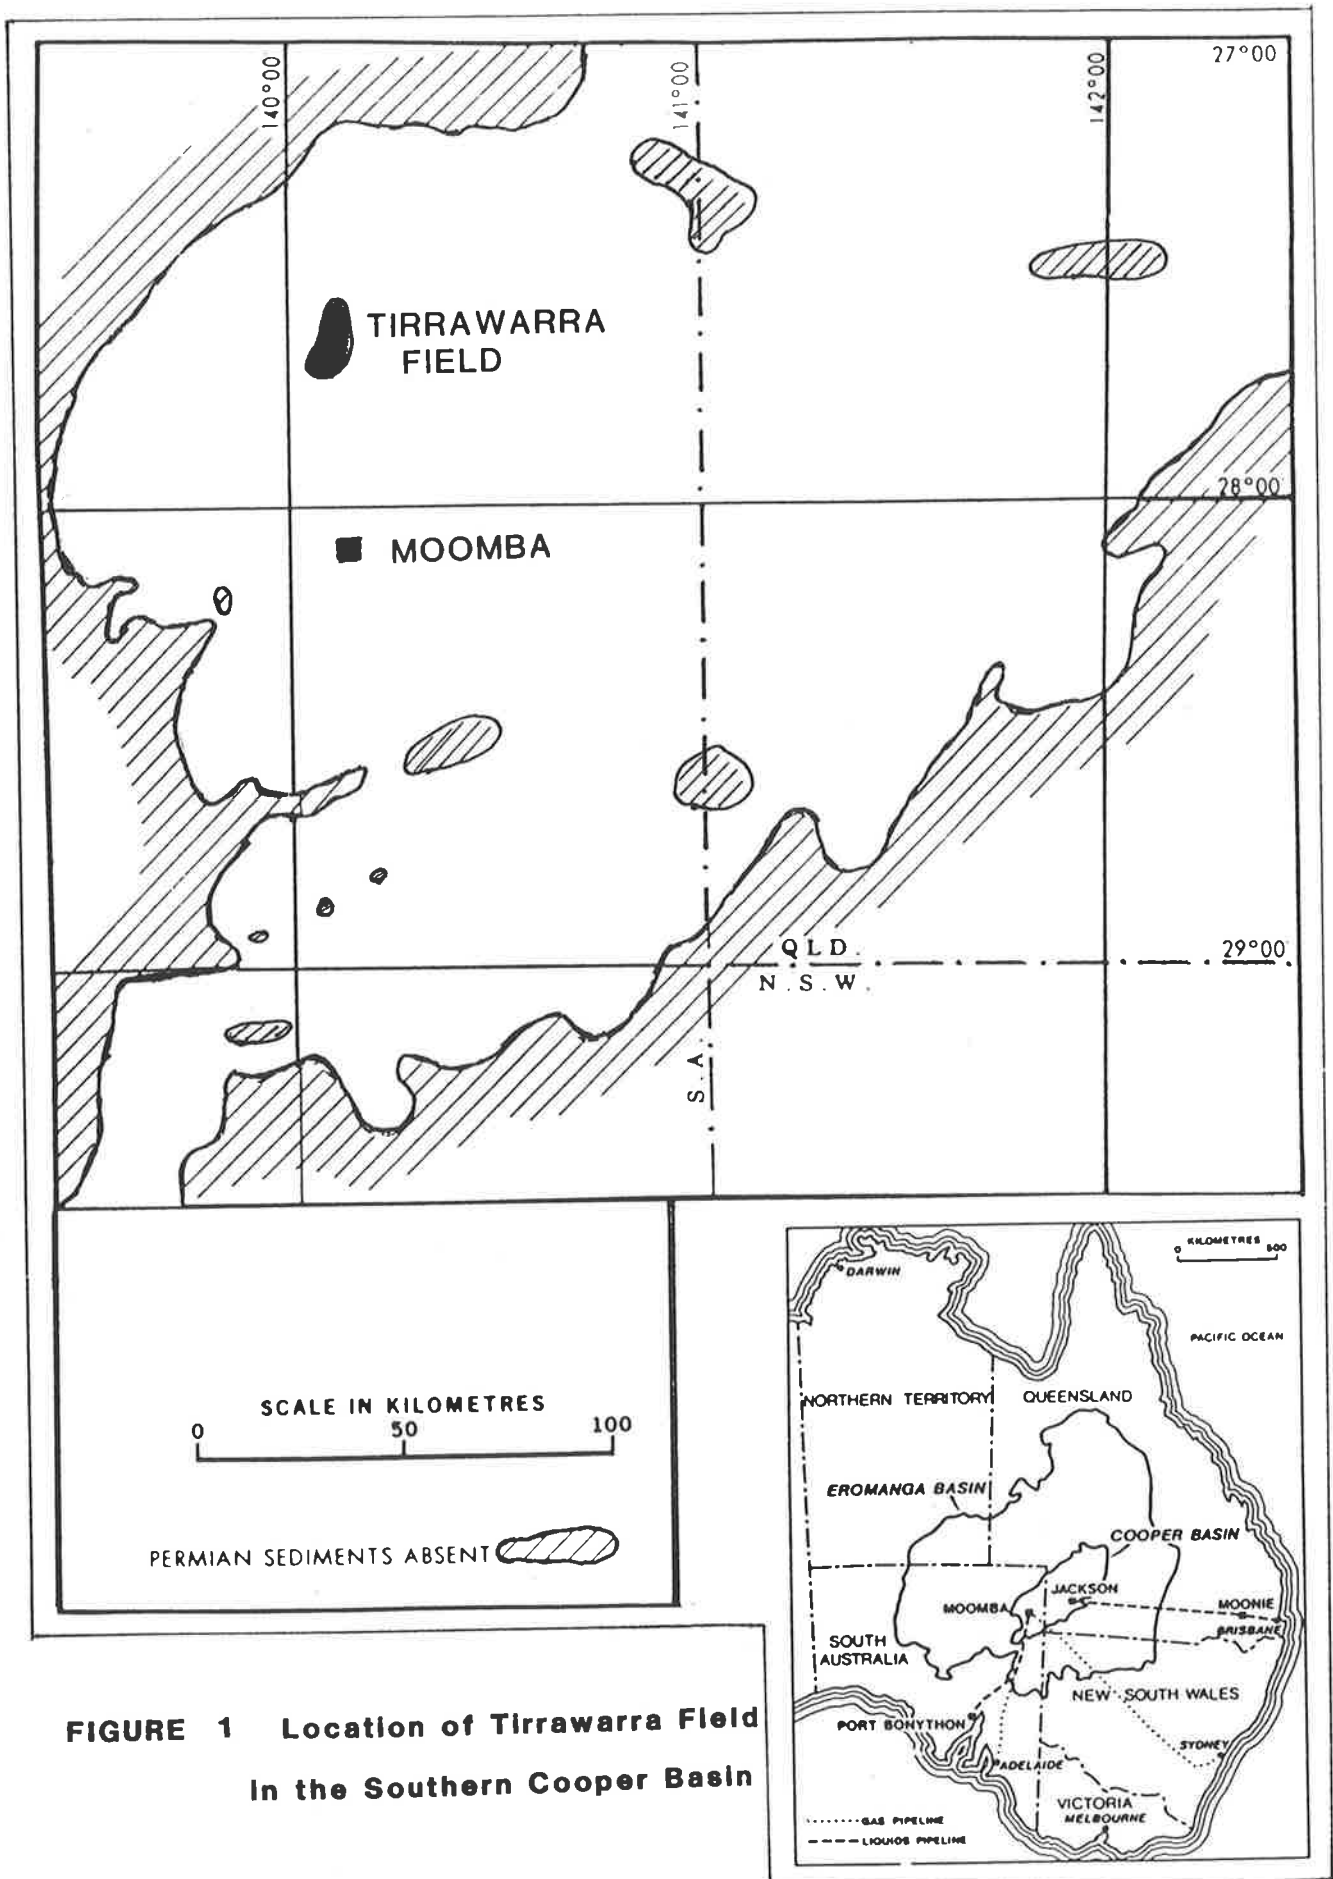 140°00
141°00
142°00
27°00
TIRRAWARRA
FIELD
28°00
MOOMBA
QLD.
29°00
N.S.W.
S.A.
SCALE IN KILOMETRES
0 50 100
PERMIAN SEDIMENTS ABSENT
KILOMETRES
0 500
DARWIN
PACIFIC OCEAN
NORTHERN TERRITORY
QUEENSLAND
EROMANGA BASIN
COOPER BASIN
JACKSON
MOOMBA
MOONIE
BRISBANE
SOUTH
AUSTRALIA
NEW SOUTH WALES
PORT BONYTHON
SYDNEY
ADELAIDE
VICTORIA
MELBOURNE
GAS PIPELINE
LIQUIDS PIPELINE
FIGURE 1 Location of Tirrawarra Field
in the Southern Cooper Basin